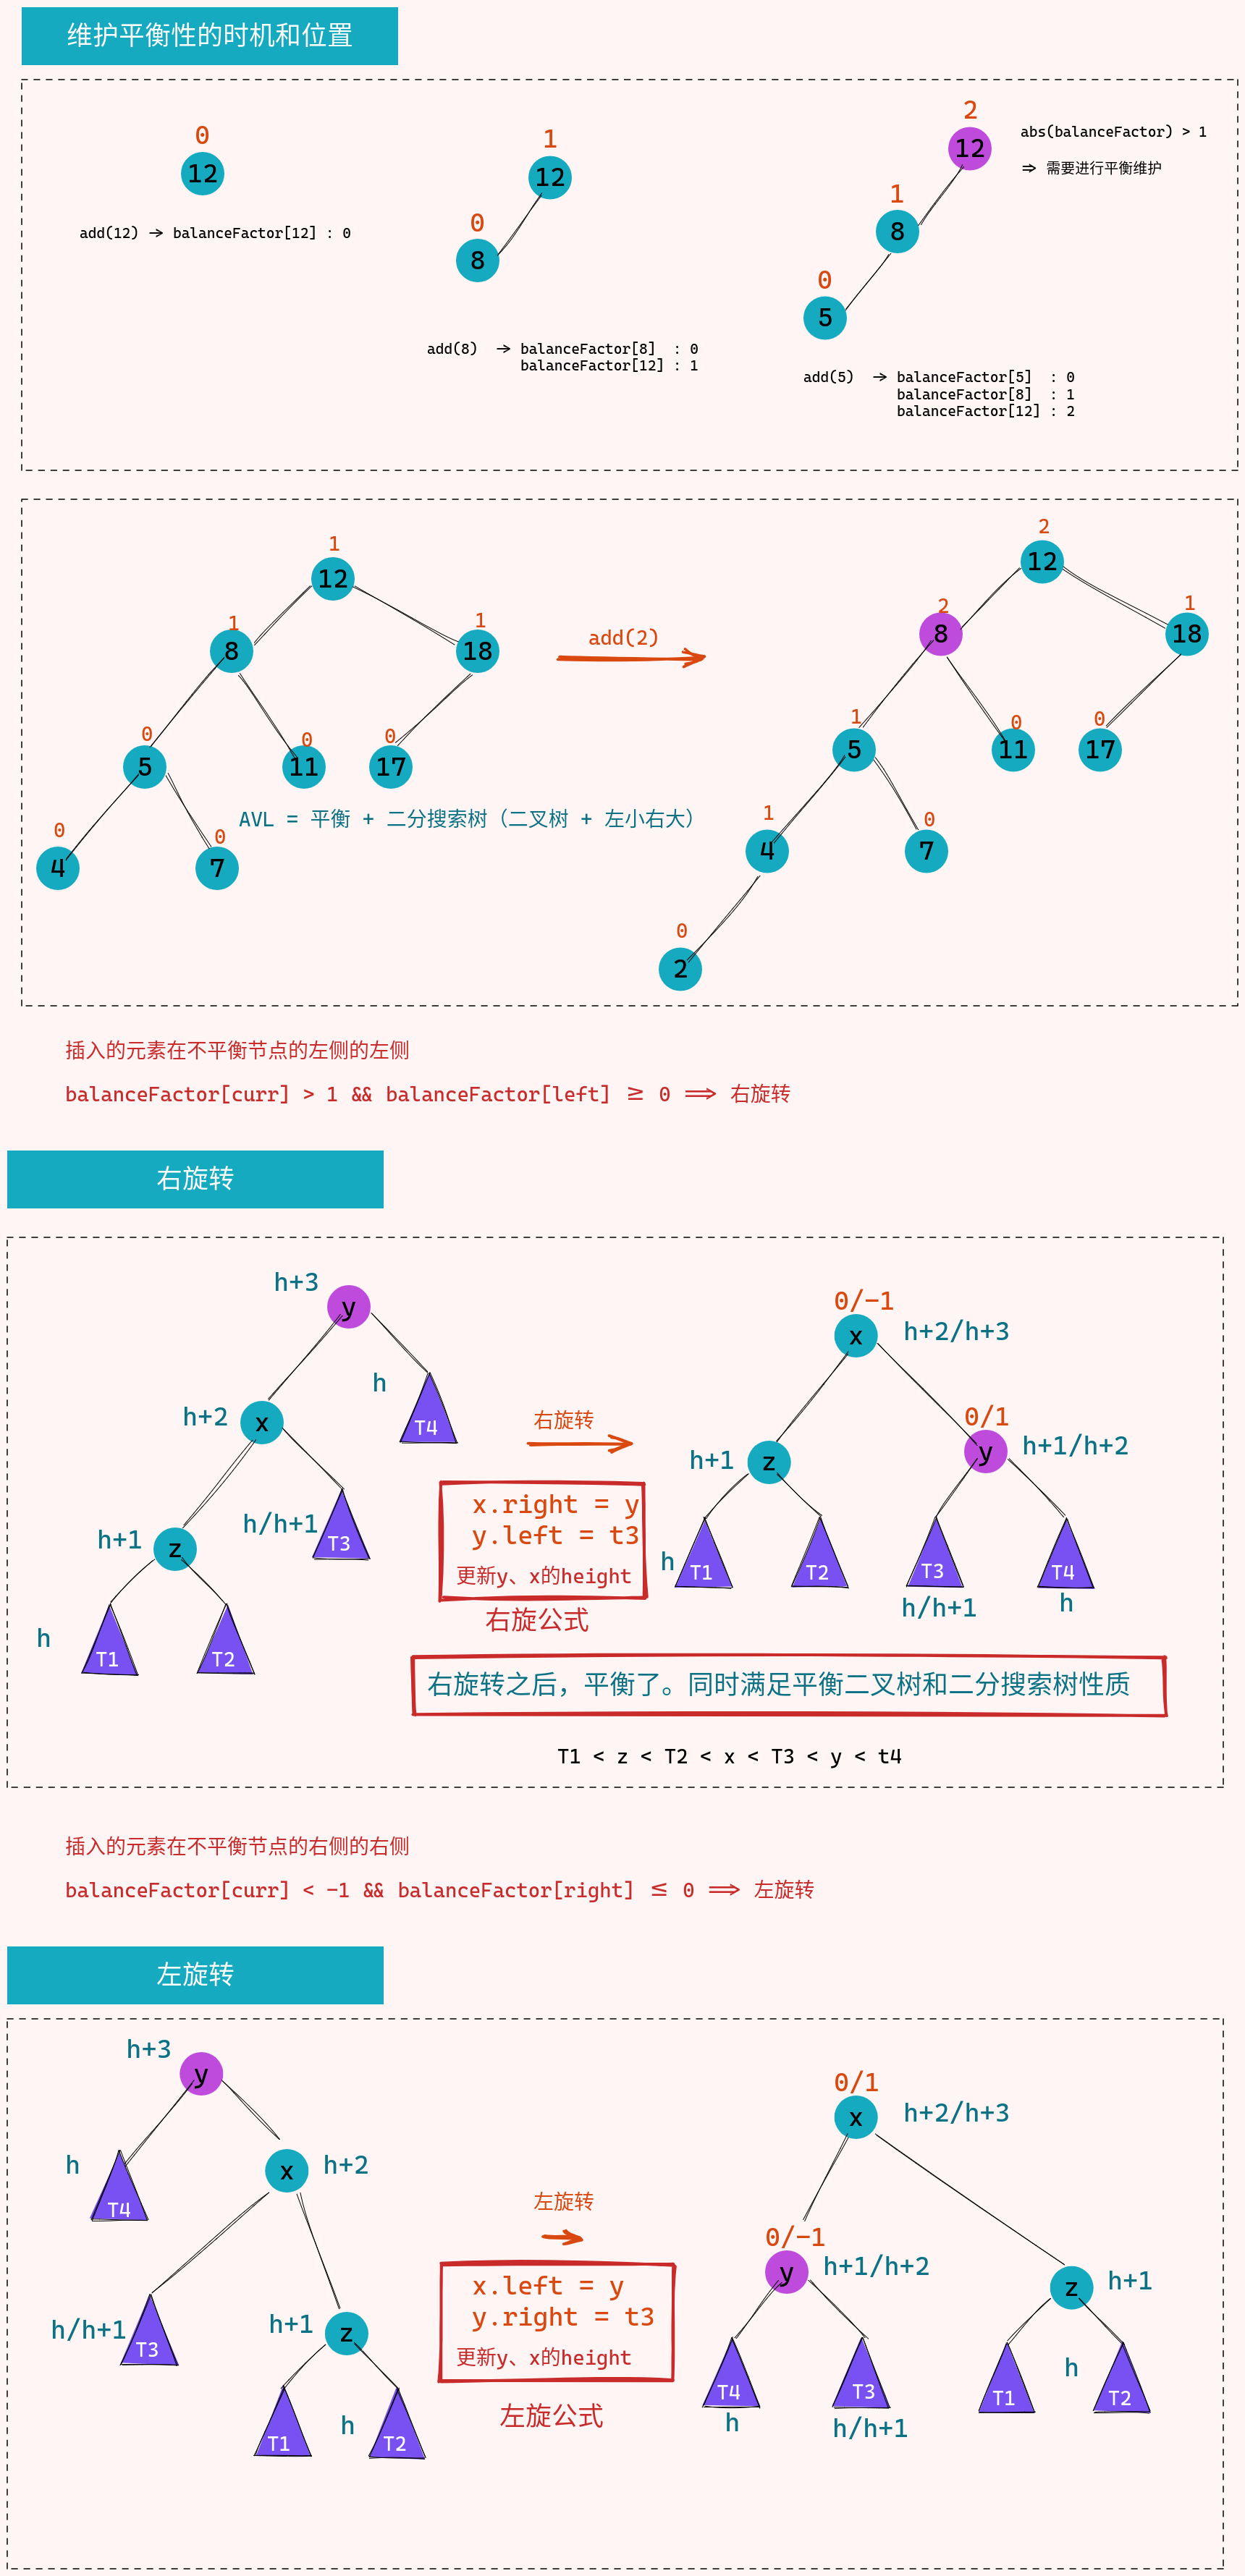 维护平衡性的时机和位置
0
12
add(12) → balanceFactor[12] : 0
1
12
0
8
add(8) → balanceFactor[8] : 0
balanceFactor[12] : 1
2
12
abs(balanceFactor) > 1
⇒ 需要进行平衡维护
1
8
0
5
add(5) → balanceFactor[5] : 0
balanceFactor[8] : 1
balanceFactor[12] : 2
1
12
1
8
1
18
0
5
0
11
0
17
0
4
0
7
add(2)
AVL = 平衡 + 二分搜索树（二叉树 + 左小右大）
2
12
2
8
1
18
1
5
0
11
0
17
1
4
0
7
0
2
插入的元素在不平衡节点的左侧的左侧
balanceFactor[curr] > 1 && balanceFactor[left] ≥ 0 ⟹ 右旋转
右旋转
h+3
y
h
T4
h+2
x
h/h+1
T3
h+1
z
h
T1
T2
右旋转
x.right = y
y.left = t3
更新y、x的height
右旋公式
0/−1
x
h+2/h+3
0/1
y
h+1/h+2
h+1
z
h
T1
T2
T3
T4
h/h+1
h
右旋转之后，平衡了。同时满足平衡二叉树和二分搜索树性质
T1 < z < T2 < x < T3 < y < t4
插入的元素在不平衡节点的右侧的右侧
balanceFactor[curr] < −1 && balanceFactor[right] ≤ 0 ⟹ 左旋转
左旋转
h+3
y
h
T4
x
h+2
h/h+1
T3
h+1
z
T1
h
T2
左旋转
x.left = y
y.right = t3
更新y、x的height
左旋公式
0/1
x
h+2/h+3
0/−1
y
h+1/h+2
z
h+1
T4
h
T3
h/h+1
T1
h
T2